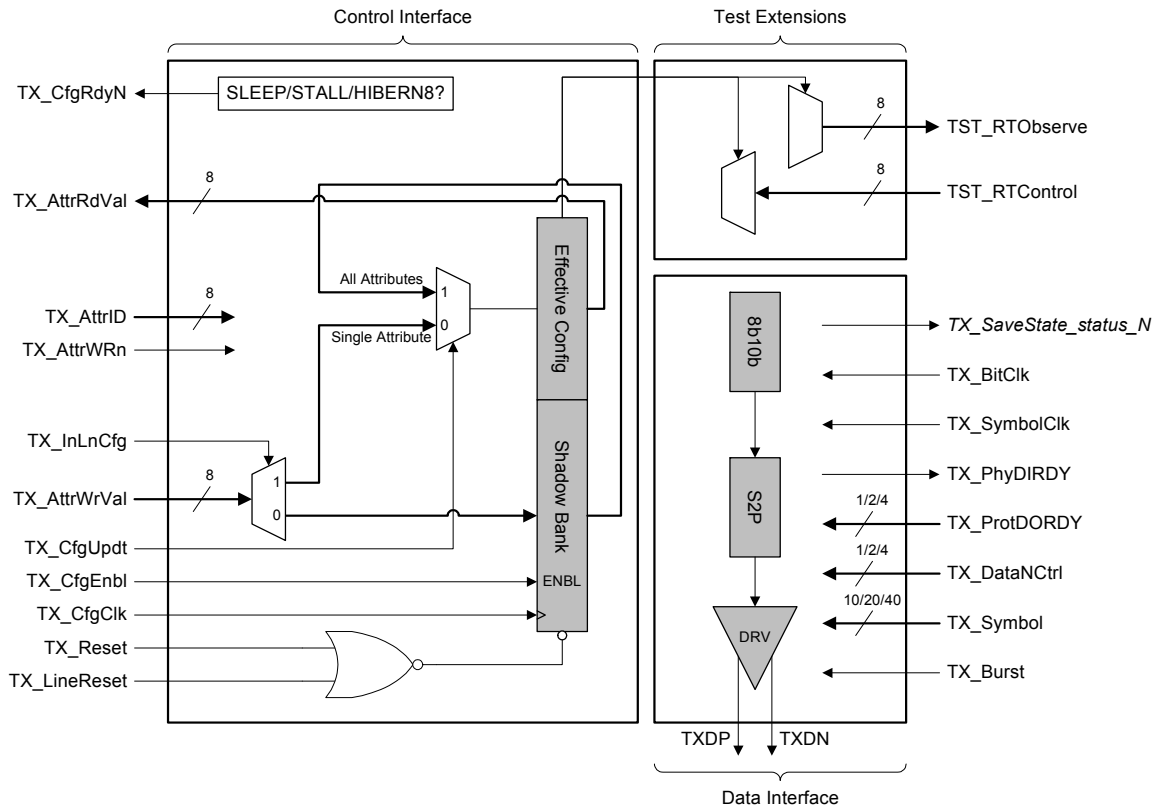 Control Interface
Test Extensions
TX_CfgRdyN
SLEEP/STALL/HIBERN8?
8
TST_RTObserve
8
TX_AttrRdVal
8
TST_RTControl
Effective Config
All Attributes
1
8
TX_AttrID
0
Single Attribute
TX_AttrWRn
8b10b
TX_SaveState_status_N
TX_BitClk
TX_SymbolClk
TX_InLnCfg
8
TX_AttrWrVal
1
0
Shadow Bank
S2P
TX_PhyDIRDY
1/2/4
TX_ProtDORDY
TX_CfgUpdt
1/2/4
TX_DataNCtrl
TX_CfgEnbl
ENBL
10/20/40
TX_CfgClk
TX_Symbol
TX_Reset
DRV
TX_LineReset
TX_Burst
TXDP
TXDN
Data Interface